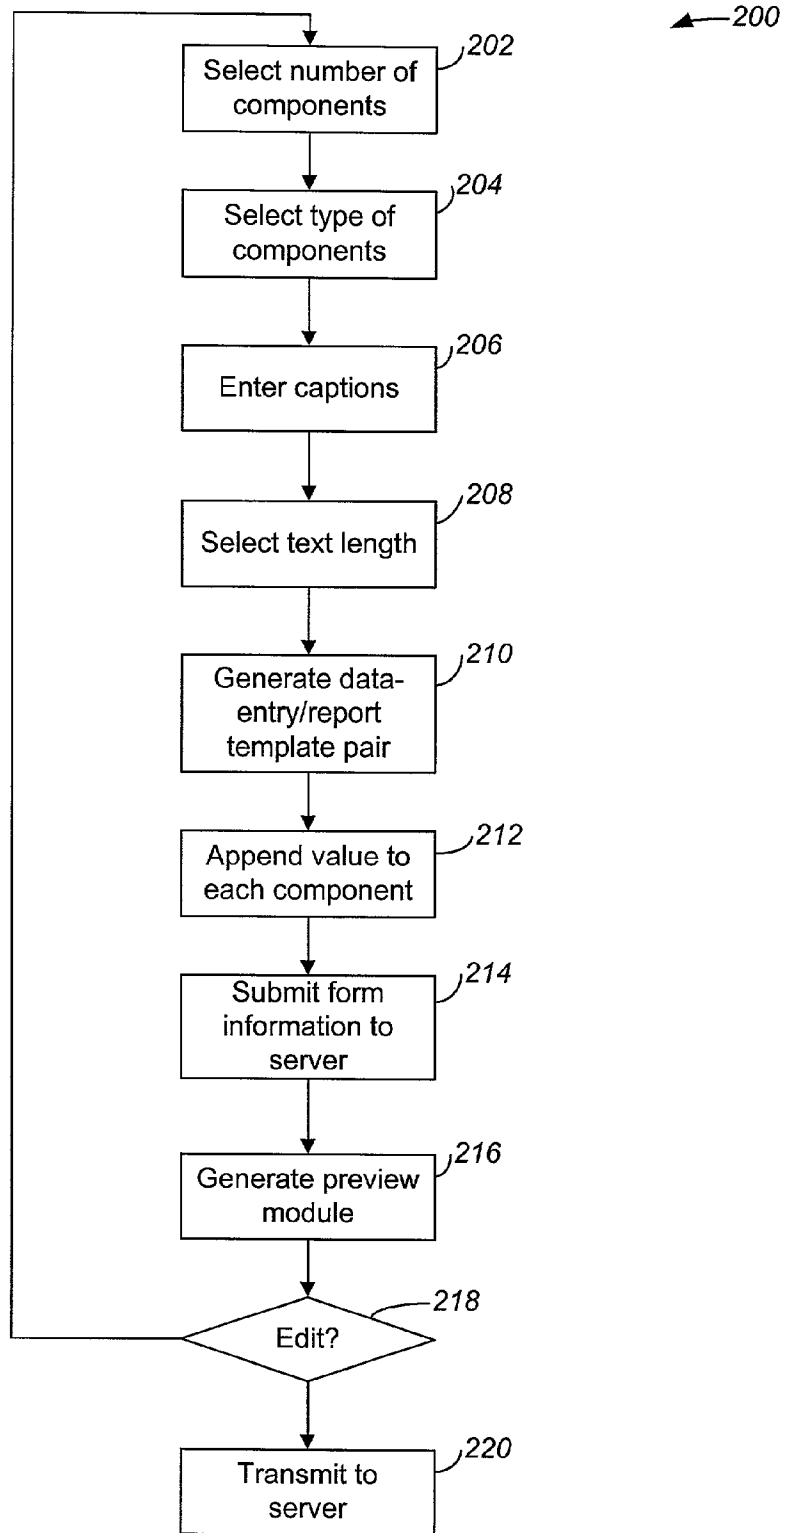 200
202
Select number of
components
204
Select type of
components
206
Enter captions
208
Select text length
210
Generate data-
entry/report
template pair
212
Append value to
each component
214
Submit form
information to
server
216
Generate preview
module
218
Edit?
220
Transmit to
server